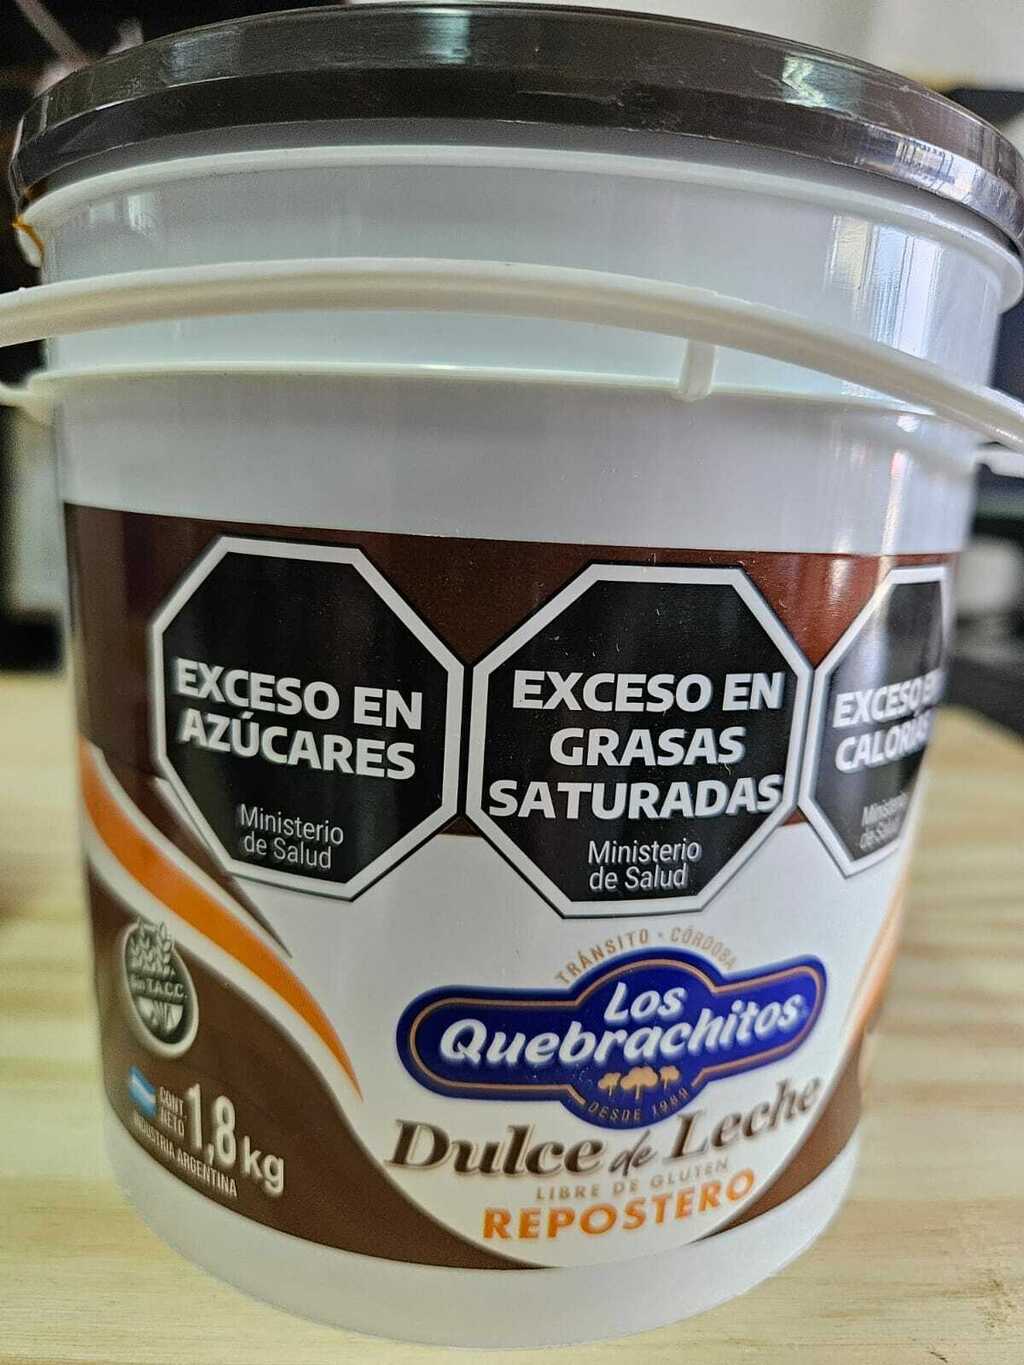 EXCESO EN
AZÚCARES
Ministerio
de Salud
EXCESO EN
GRASAS
SATURADAS
Ministerio
de Salud
EXCESO EN
CALORÍAS
Ministerio
de Salud
Sin T.A.C.C.
CONT.
NETO 1,8 kg
INDUSTRIA ARGENTINA
TRÁNSITO - CÓRDOBA
Los
Quebrachitos
DESDE 1989
Dulce de Leche
LIBRE DE GLUTEN
REPOSTERO